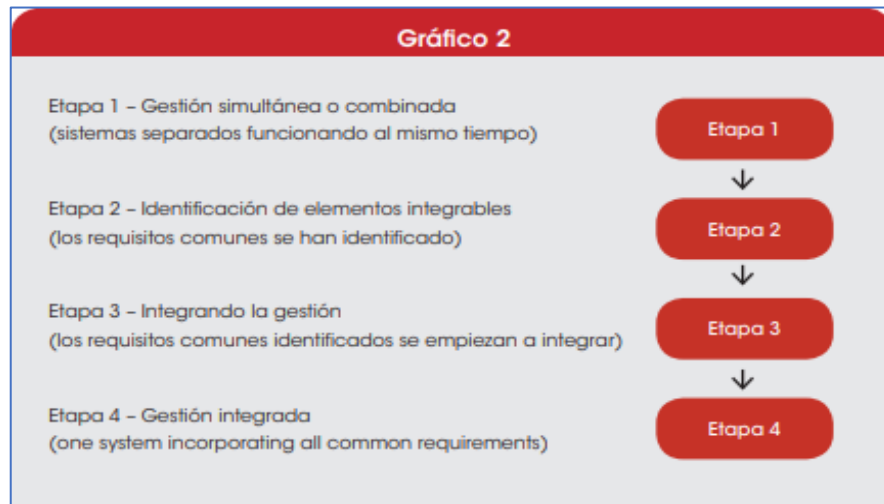 Gráfico 2
Etapa 1 – Gestión simultánea o combinada
(sistemas separados funcionando al mismo tiempo)
Etapa 1
Etapa 2 – Identificación de elementos integrables
(los requisitos comunes se han identificado)
Etapa 2
Etapa 3 – Integrando la gestión
(los requisitos comunes identificados se empiezan a integrar)
Etapa 3
Etapa 4 – Gestión integrada
(one system incorporating all common requirements)
Etapa 4